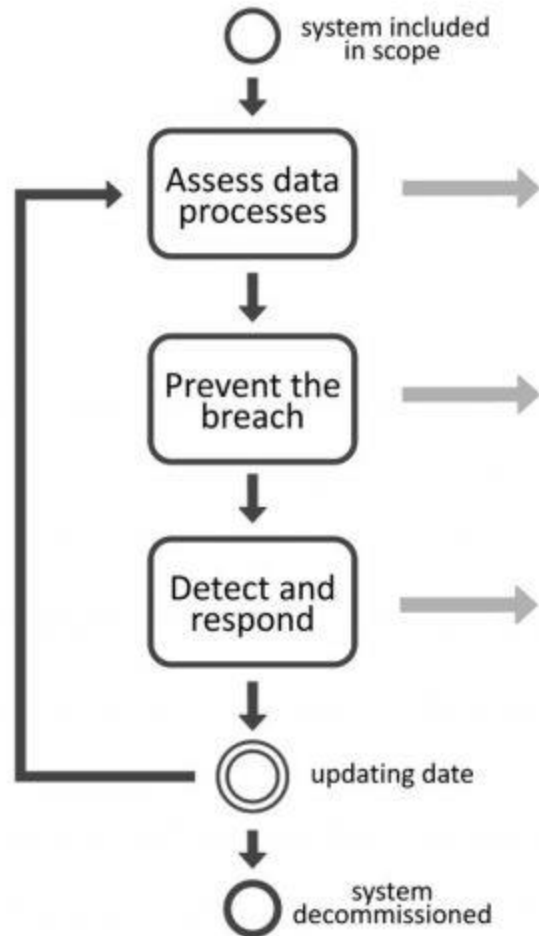 system included
in scope
Assess data
processes
Prevent the
breach
Detect and
respond
updating date
system
decommissioned